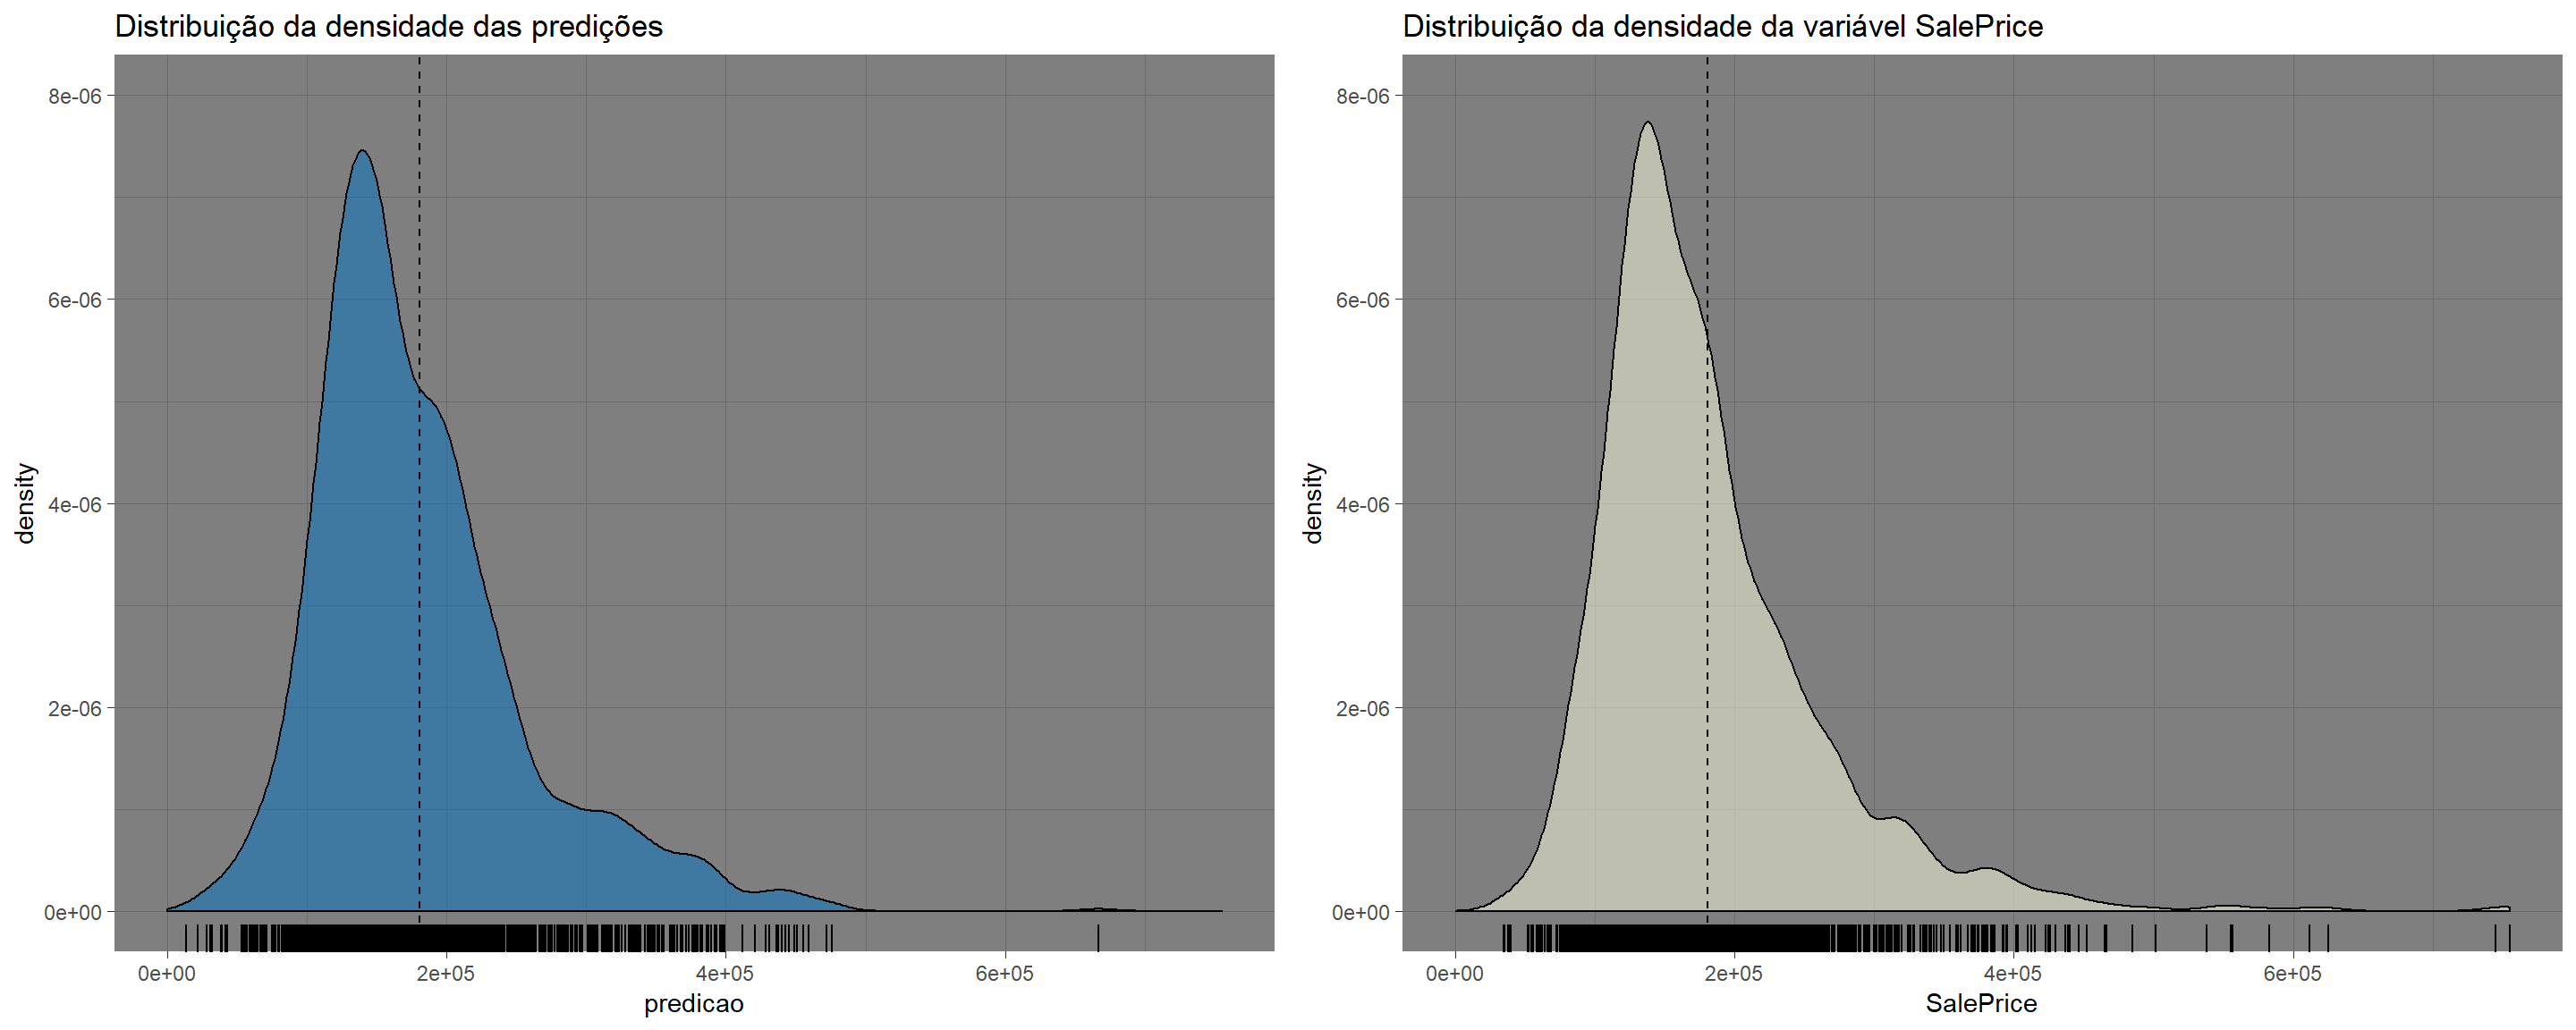 Distribuição da densidade das predições
8e-06
6e-06
4e-06
2e-06
0e+00
density
0e+00 2e+05 4e+05 6e+05
predicao
Distribuição da densidade da variável SalePrice
8e-06
6e-06
4e-06
2e-06
0e+00
density
0e+00 2e+05 4e+05 6e+05
SalePrice